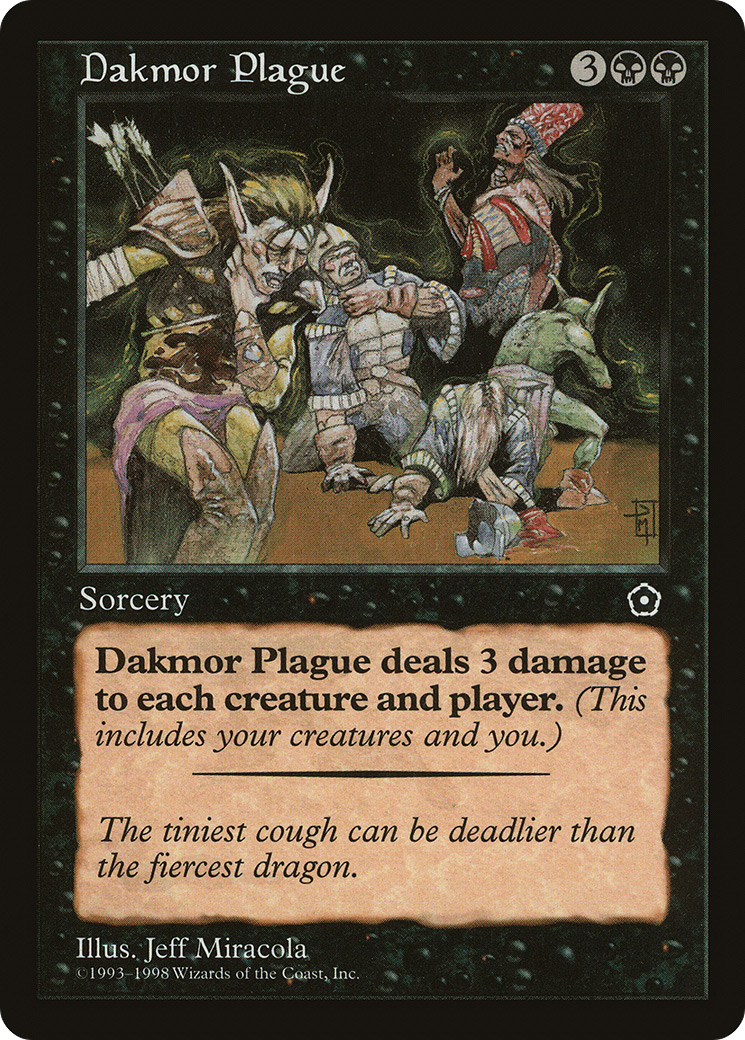 Dakmor Plague 3
Sorcery
Dakmor Plague deals 3 damage
to each creature and player. (This
includes your creatures and you.)
The tiniest cough can be deadlier than
the fiercest dragon.
Illus. Jeff Miracola
©1993–1998 Wizards of the Coast, Inc.